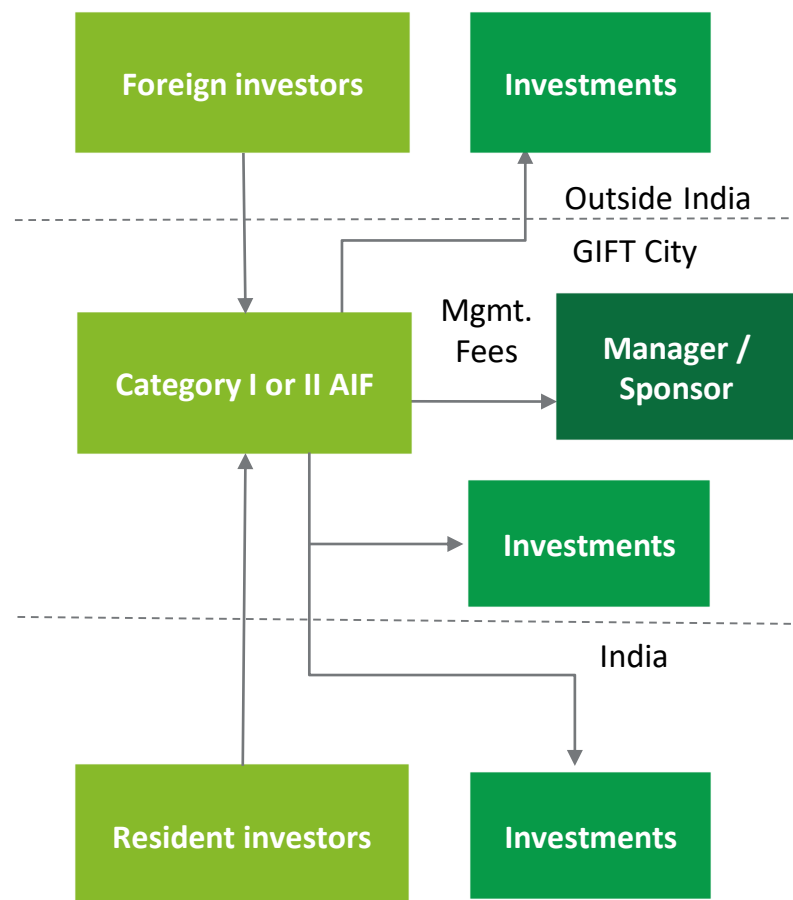 Foreign investors
Investments
Outside India
GIFT City
Mgmt.
Fees
Manager /
Sponsor
Category I or II AIF
Investments
India
Resident investors
Investments